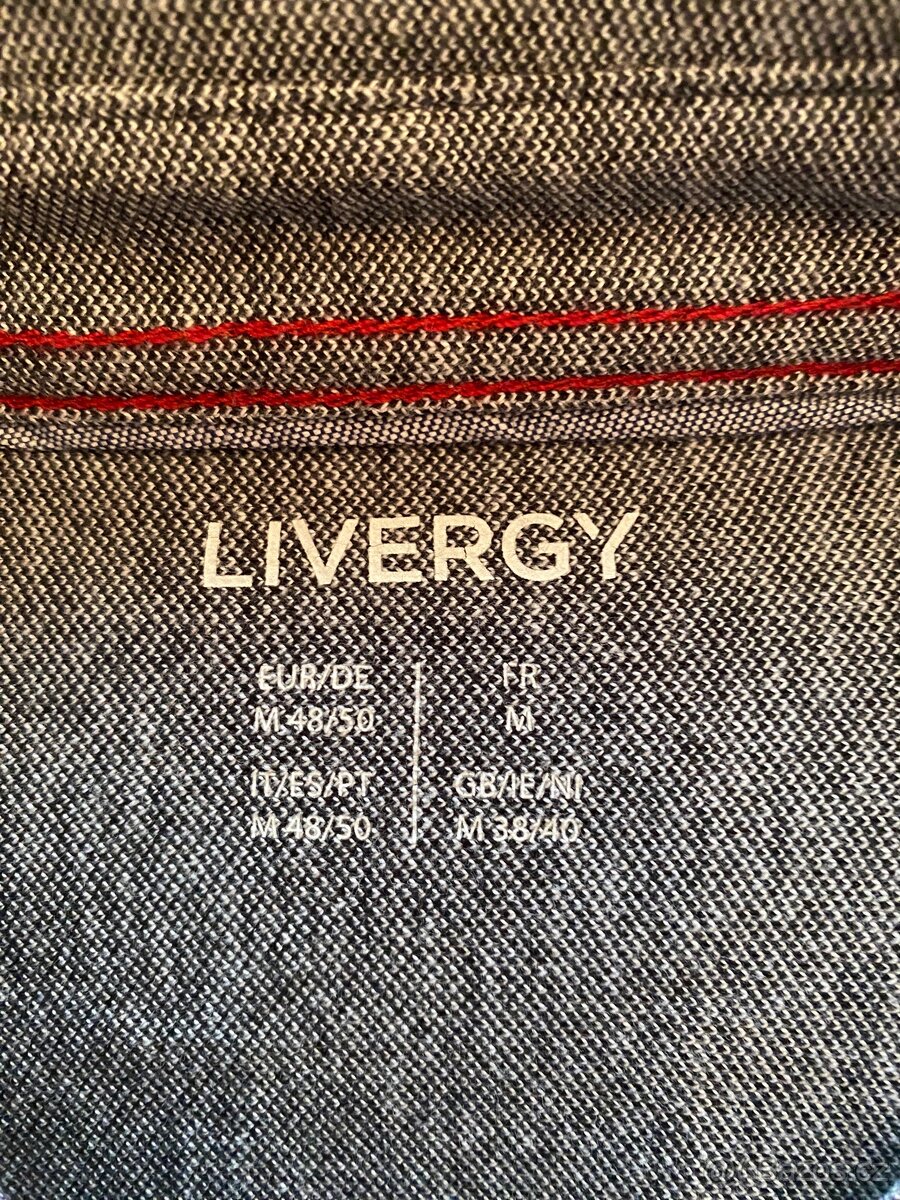 LIVERGY
EUR/DE
M 48/50
FR
M
IT/ES/PT
M 48/50
GB/IE/NI
M 38/40